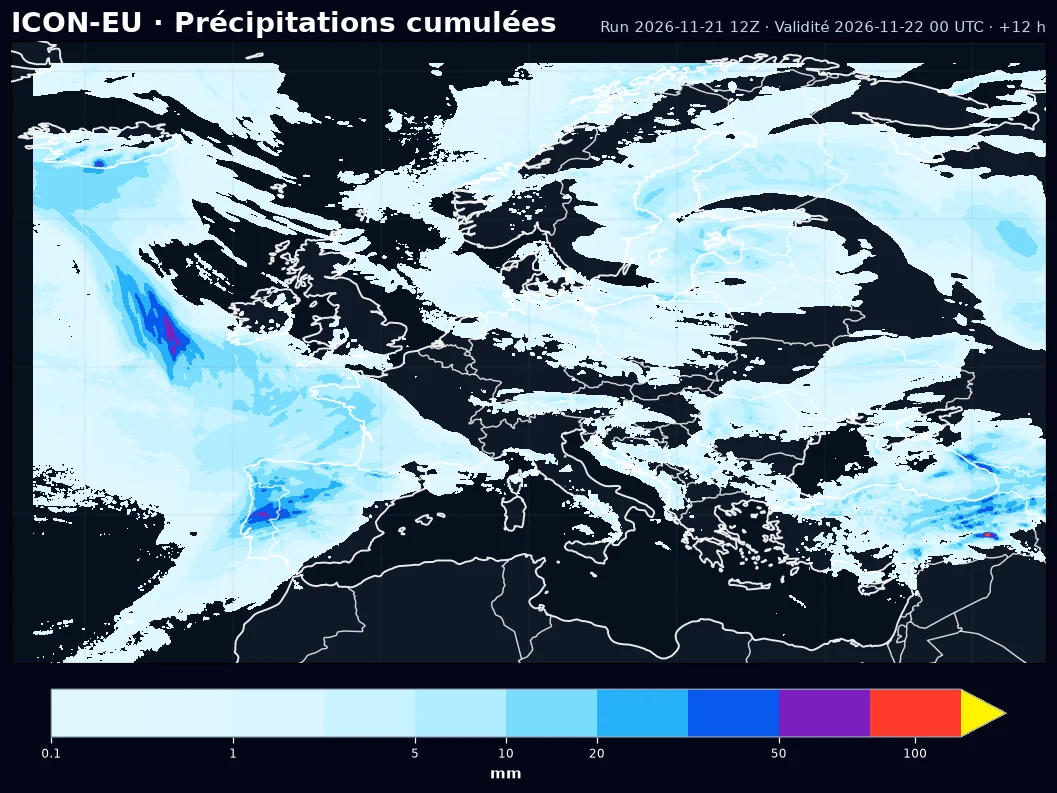 ICON-EU · Précipitations cumulées
Run 2026-11-21 12Z · Validité 2026-11-22 00 UTC · +12 h
0.1 1 5 10 20 50 100
mm